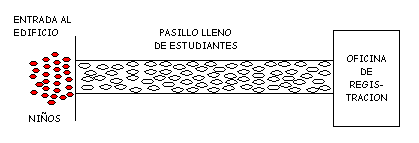 ENTRADA AL
EDIFICIO
NIÑOS
PASILLO LLENO
DE ESTUDIANTES
OFICINA
DE
REGIS-
TRACION